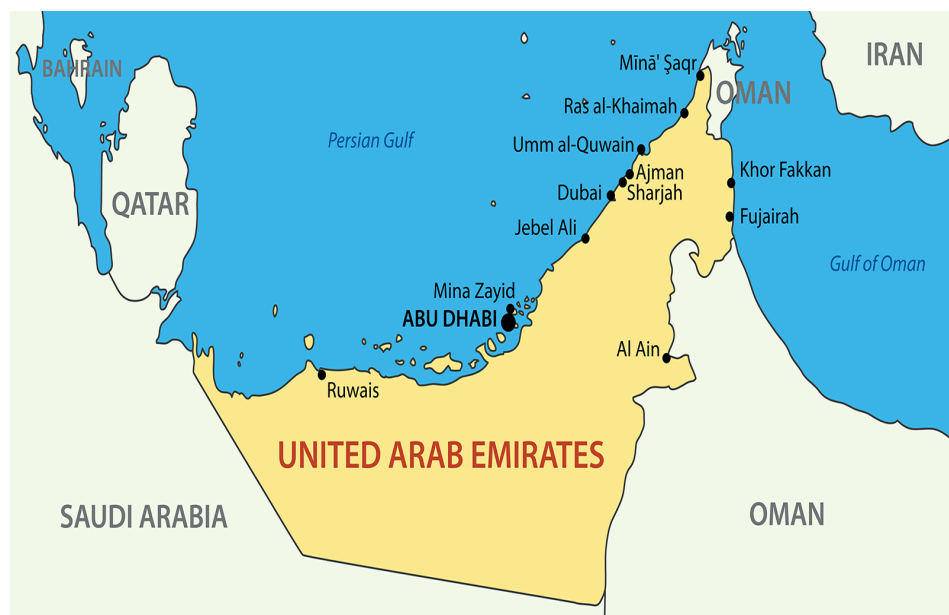 BAHRAIN
IRAN
Mīnā' Şaqr
OMAN
Ras al-Khaimah
Persian Gulf
Umm al-Quwain
Ajman
Khor Fakkan
Dubai
Sharjah
QATAR
Fujairah
Jebel Ali
Gulf of Oman
Mina Zayid
ABU DHABI
Al Ain
Ruwais
UNITED ARAB EMIRATES
SAUDI ARABIA
OMAN